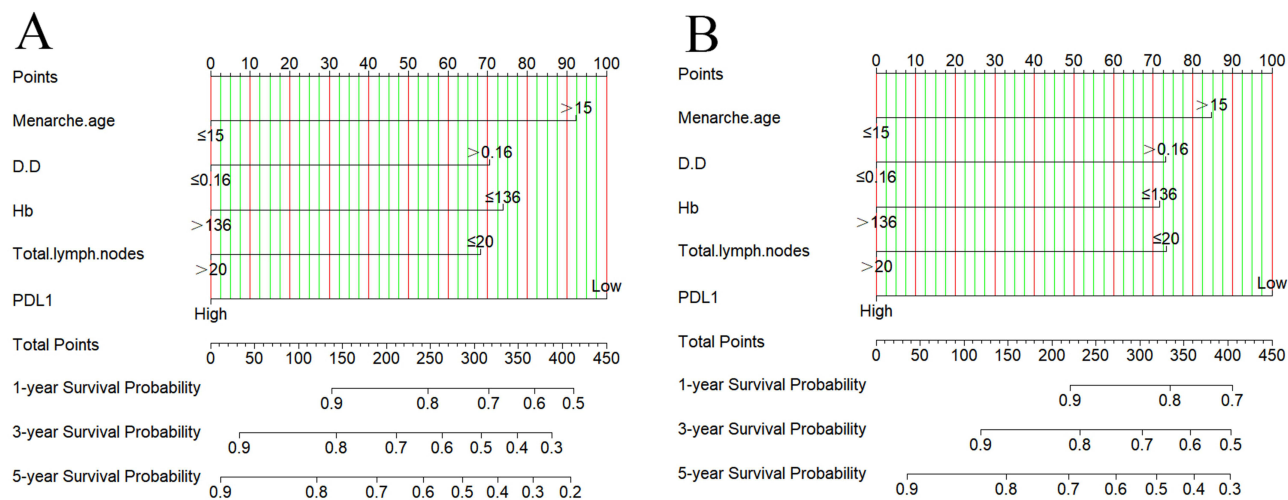 A
Points
0 10 20 30 40 50 60 70 80 90 100
Menarche.age
>15
≤15
D.D
>0.16
≤0.16
Hb
≤136
>136
Total.lymph.nodes
≤20
>20
PDL1
Low
High
Total Points
0 50 100 150 200 250 300 350 400 450
1-year Survival Probability
0.9 0.8 0.7 0.6 0.5
3-year Survival Probability
0.9 0.8 0.7 0.6 0.5 0.4 0.3
5-year Survival Probability
0.9 0.8 0.7 0.6 0.5 0.4 0.3 0.2
B
Points
0 10 20 30 40 50 60 70 80 90 100
Menarche.age
>15
≤15
D.D
>0.16
≤0.16
Hb
≤136
>136
Total.lymph.nodes
≤20
>20
PDL1
Low
High
Total Points
0 50 100 150 200 250 300 350 400 450
1-year Survival Probability
0.9 0.8 0.7
3-year Survival Probability
0.9 0.8 0.7 0.6 0.5
5-year Survival Probability
0.9 0.8 0.7 0.6 0.5 0.4 0.3